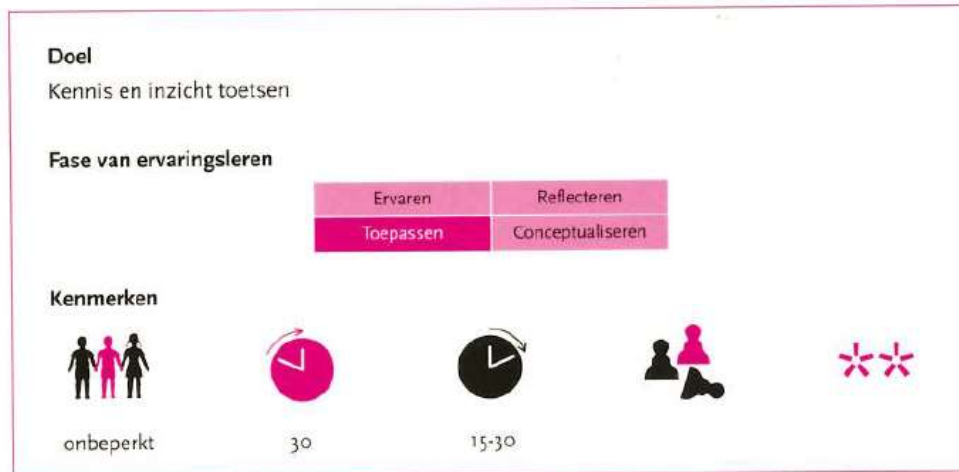 Doel
Kennis en inzicht toetsen
Fase van ervaringsleren
Ervaren Reflecteren
Toepassen Conceptualiseren
Kenmerken
onbeperkt 30 15-30